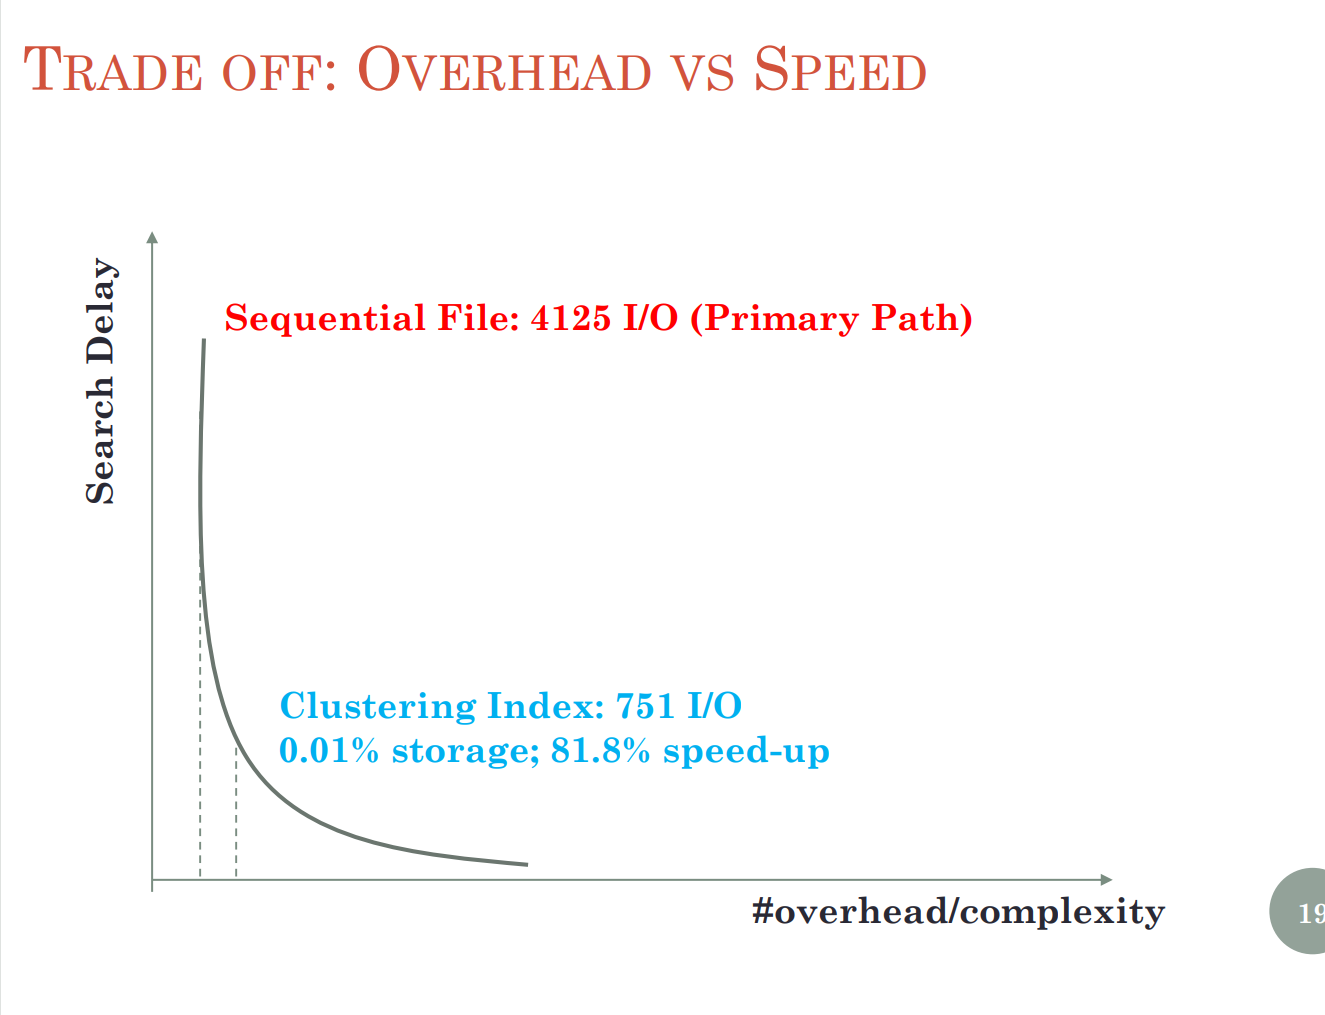 TRADE OFF: OVERHEAD VS SPEED
Search Delay
Sequential File: 4125 I/O (Primary Path)
Clustering Index: 751 I/O
0.01% storage; 81.8% speed-up
#overhead/complexity
19